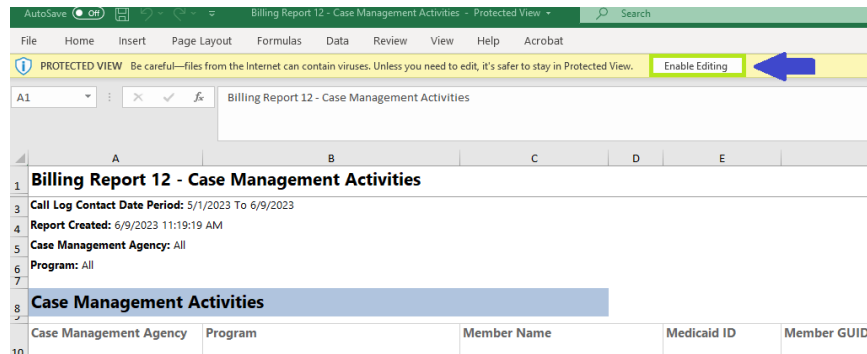 AutoSave Off Billing Report 12 - Case Management Activities - Protected View Search
File Home Insert Page Layout Formulas Data Review View Help Acrobat
PROTECTED VIEW Be careful—files from the Internet can contain viruses. Unless you need to edit, it's safer to stay in Protected View. Enable Editing
A1 fx Billing Report 12 - Case Management Activities
A B C D E
1 Billing Report 12 - Case Management Activities
3 Call Log Contact Date Period: 5/1/2023 To 6/9/2023
4 Report Created: 6/9/2023 11:19:19 AM
5 Case Management Agency: All
6 Program: All
7
8 Case Management Activities
Case Management Agency Program Member Name Medicaid ID Member GUID
10